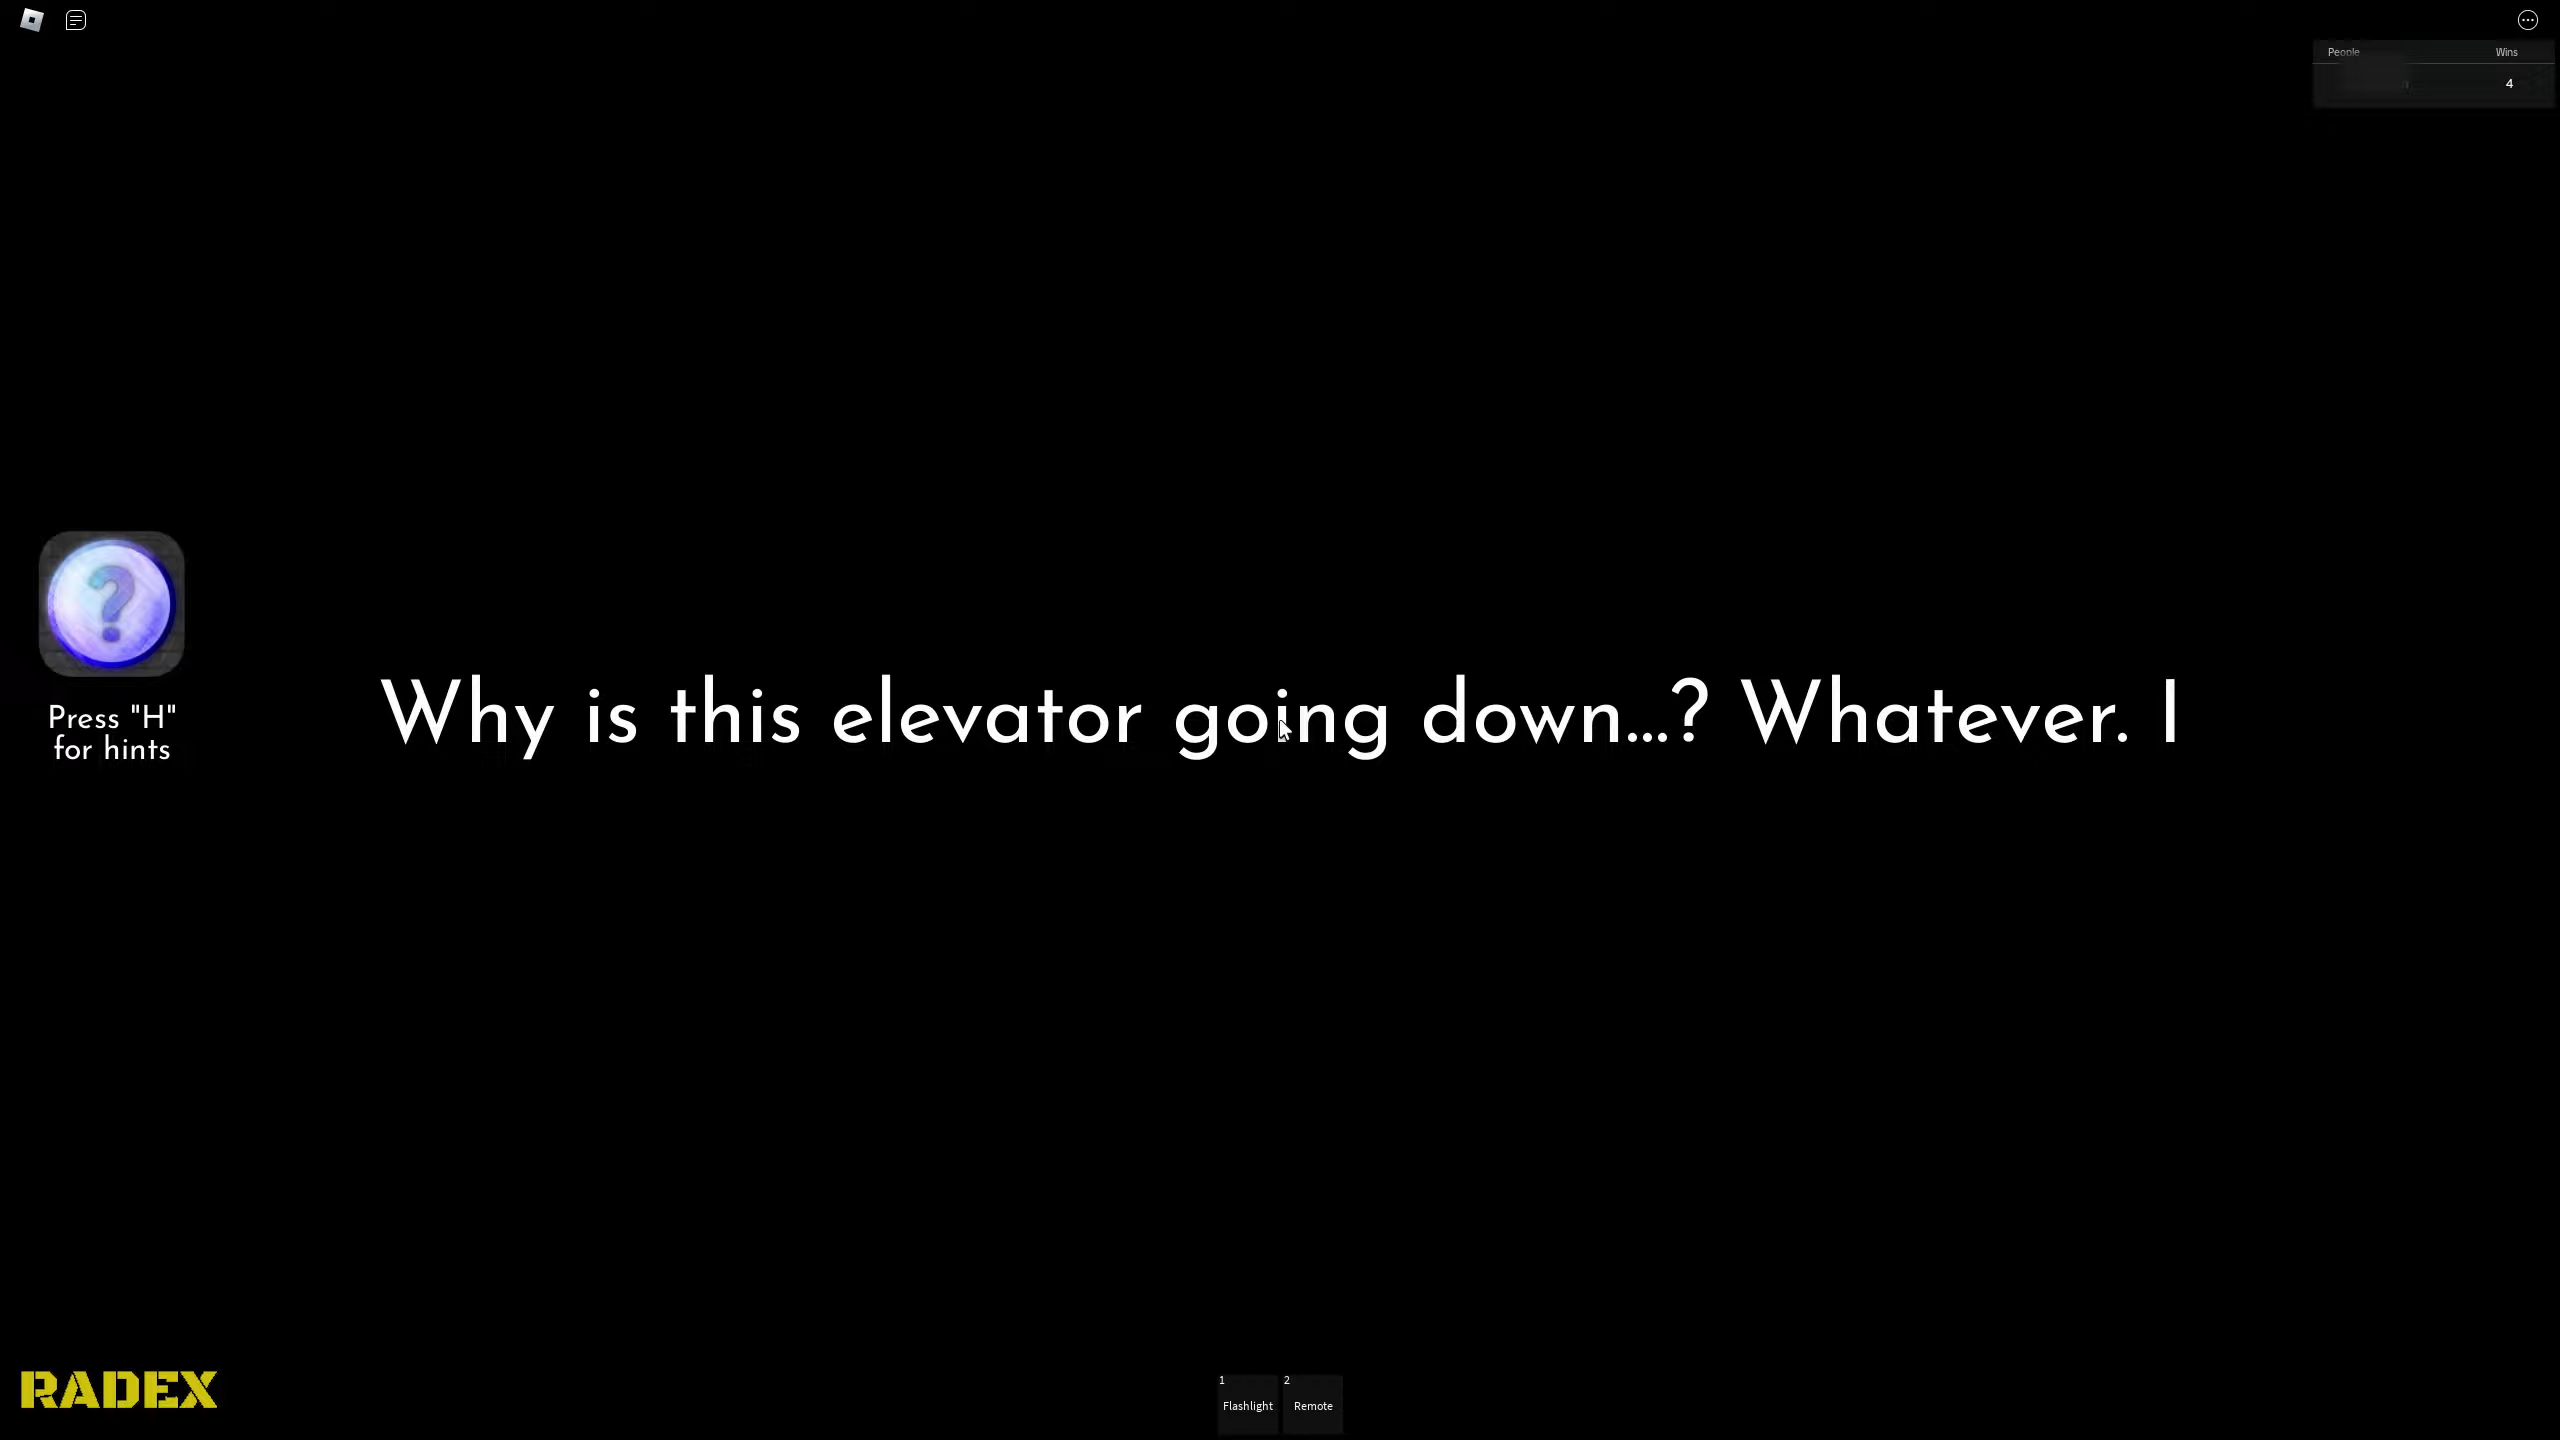 People Wins
4
Press "H"
for hints
Why is this elevator going down...? Whatever. I
RADEX
1 2
Flashlight Remote